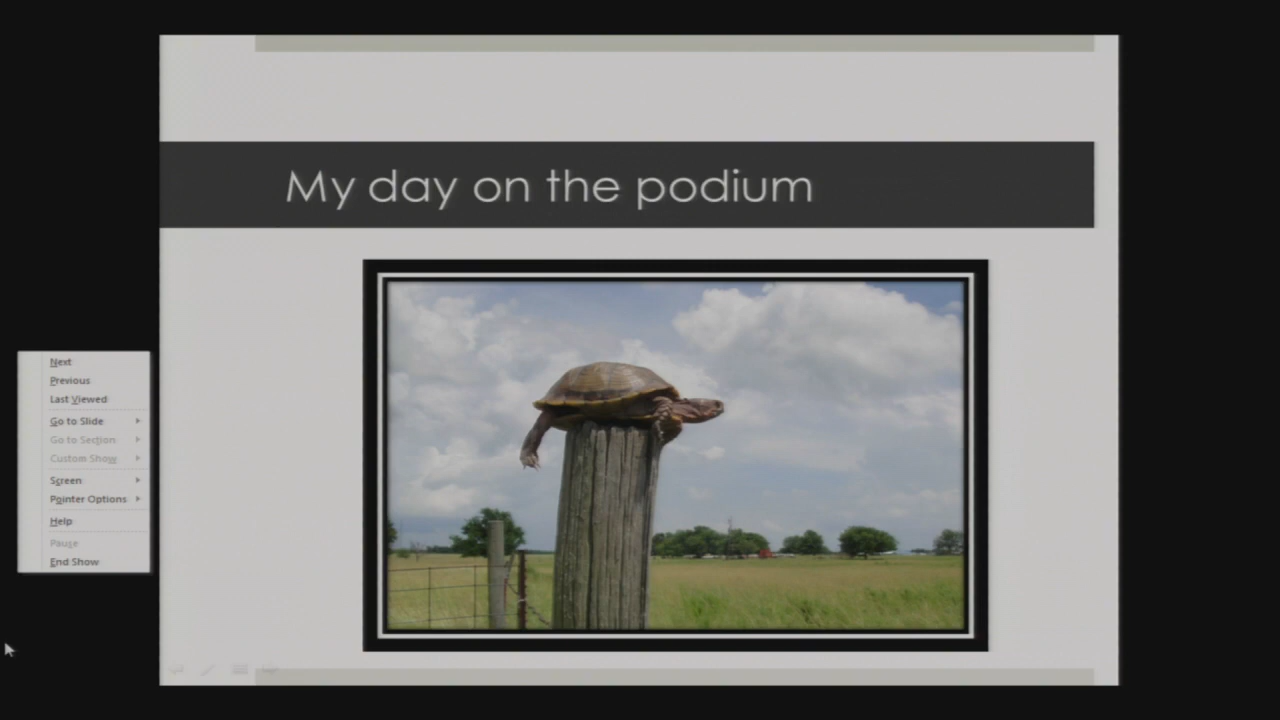 My day on the podium
Next
Previous
Last Viewed
Go to Slide
Go to Section
Custom Show
Screen
Pointer Options
Help
Pause
End Show